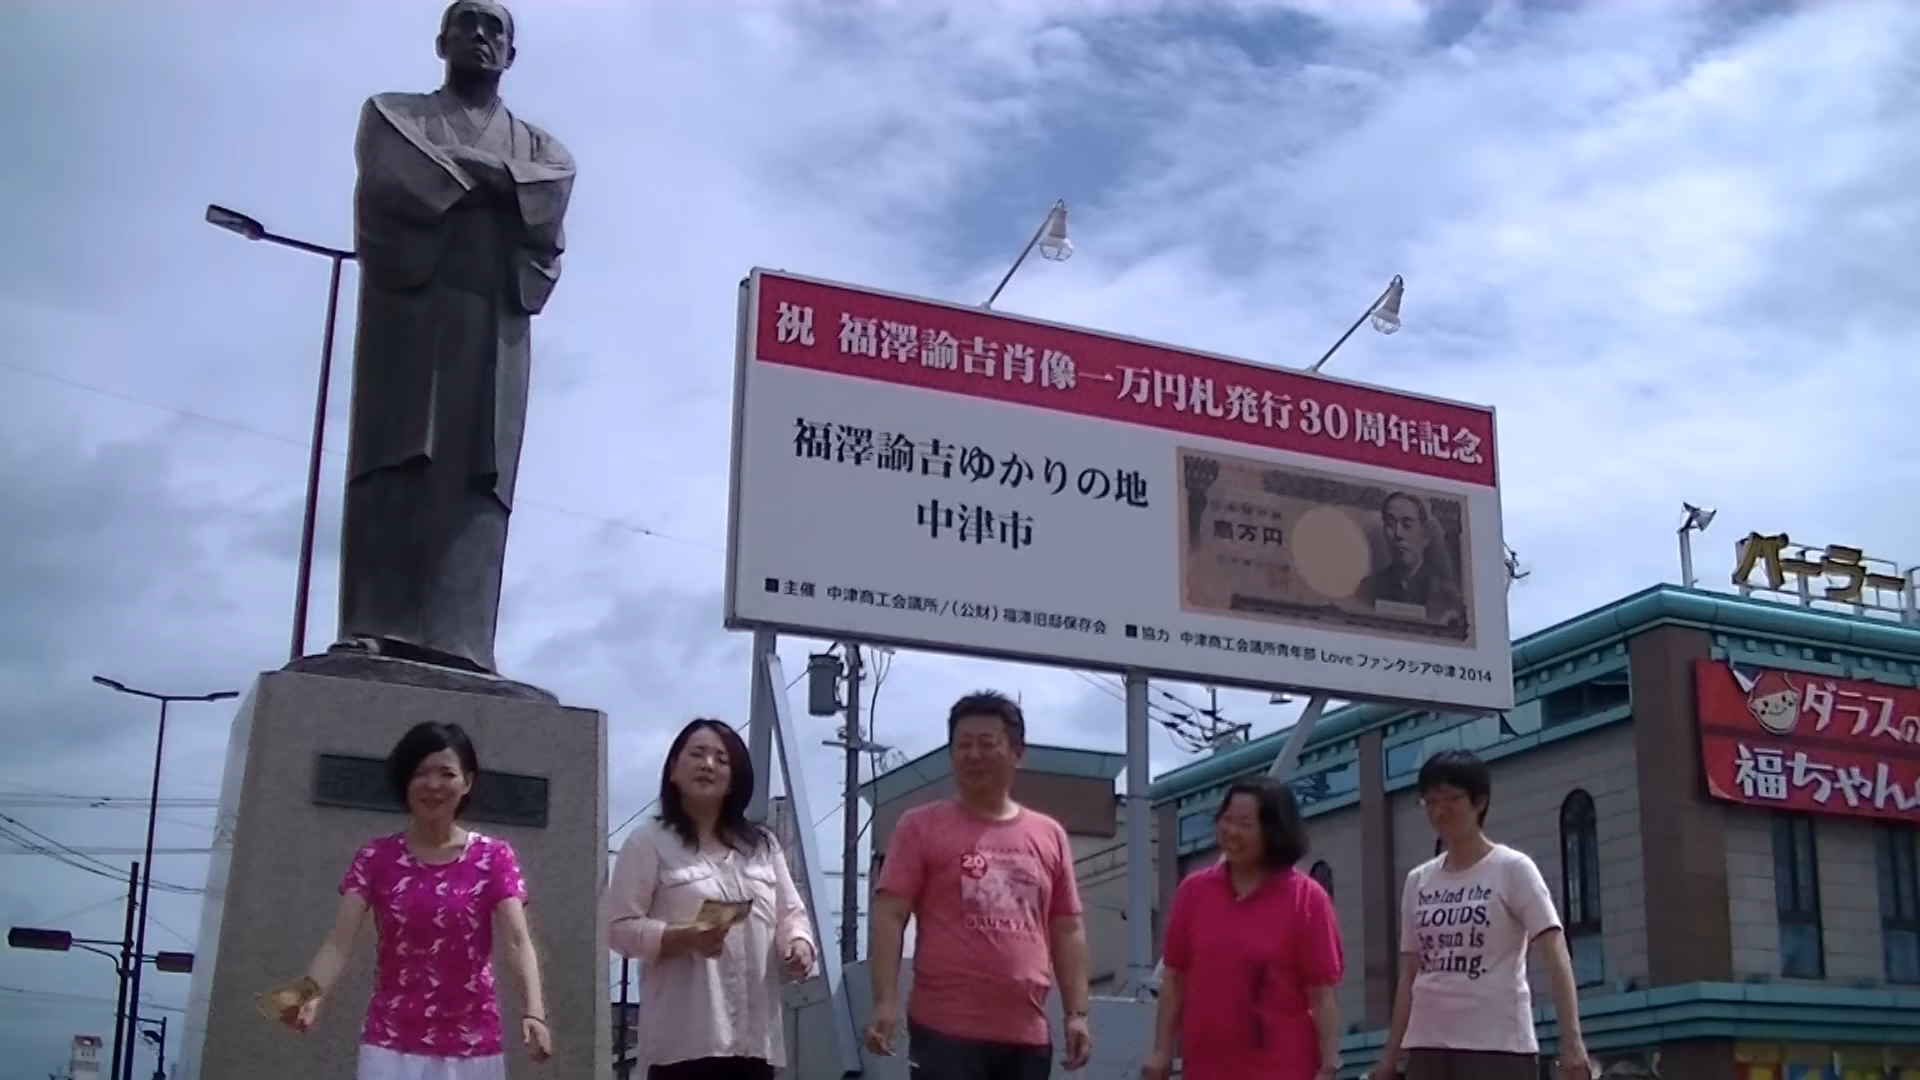 祝 福澤諭吉肖像一万円札発行30周年記念
福澤諭吉ゆかりの地
中津市
10000
10000
壱万円
■主催 中津商工会議所/(公財)福澤旧邸保存会 ■協力 中津商工会議所青年部 Loveファンタジア中津2014
パーラー
ダラスの
福ちゃん
20
behind the
CLOUDS,
the sun is
shining.